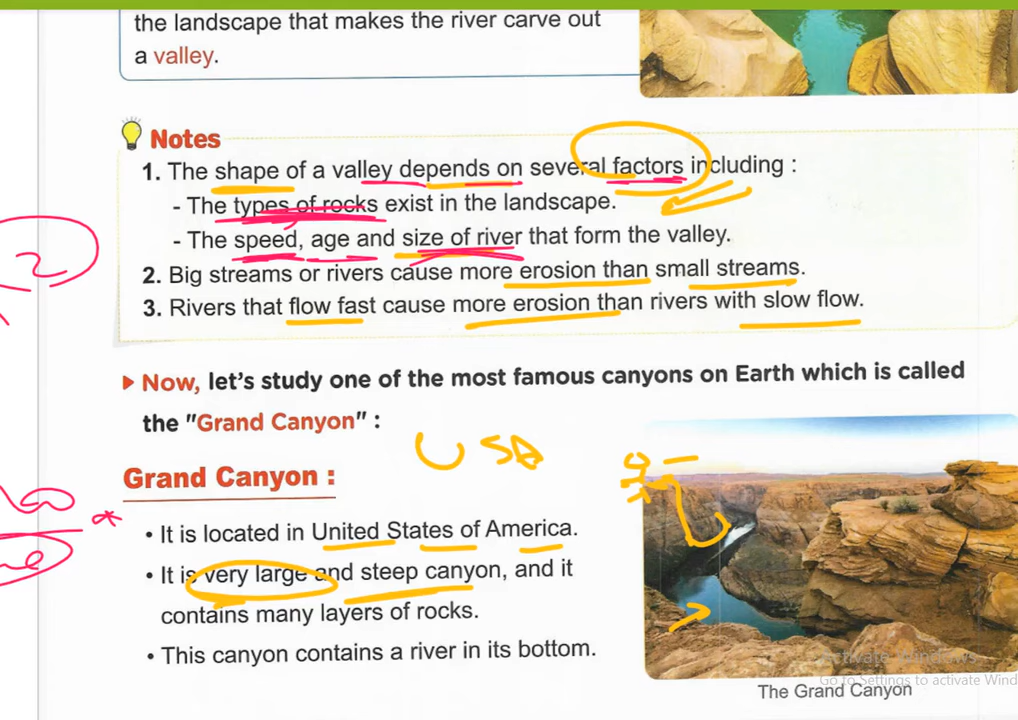 the landscape that makes the river carve out
a valley.
Notes
1. The shape of a valley depends on several factors including :
- The types of rocks exist in the landscape.
- The speed, age and size of river that form the valley.
2. Big streams or rivers cause more erosion than small streams.
3. Rivers that flow fast cause more erosion than rivers with slow flow.
Now, let's study one of the most famous canyons on Earth which is called
the "Grand Canyon" :
USA
Grand Canyon :
• It is located in United States of America.
• It is very large and steep canyon, and it
contains many layers of rocks.
• This canyon contains a river in its bottom.
2
Activate Windows
Go to Settings to activate Wind
The Grand Canyon